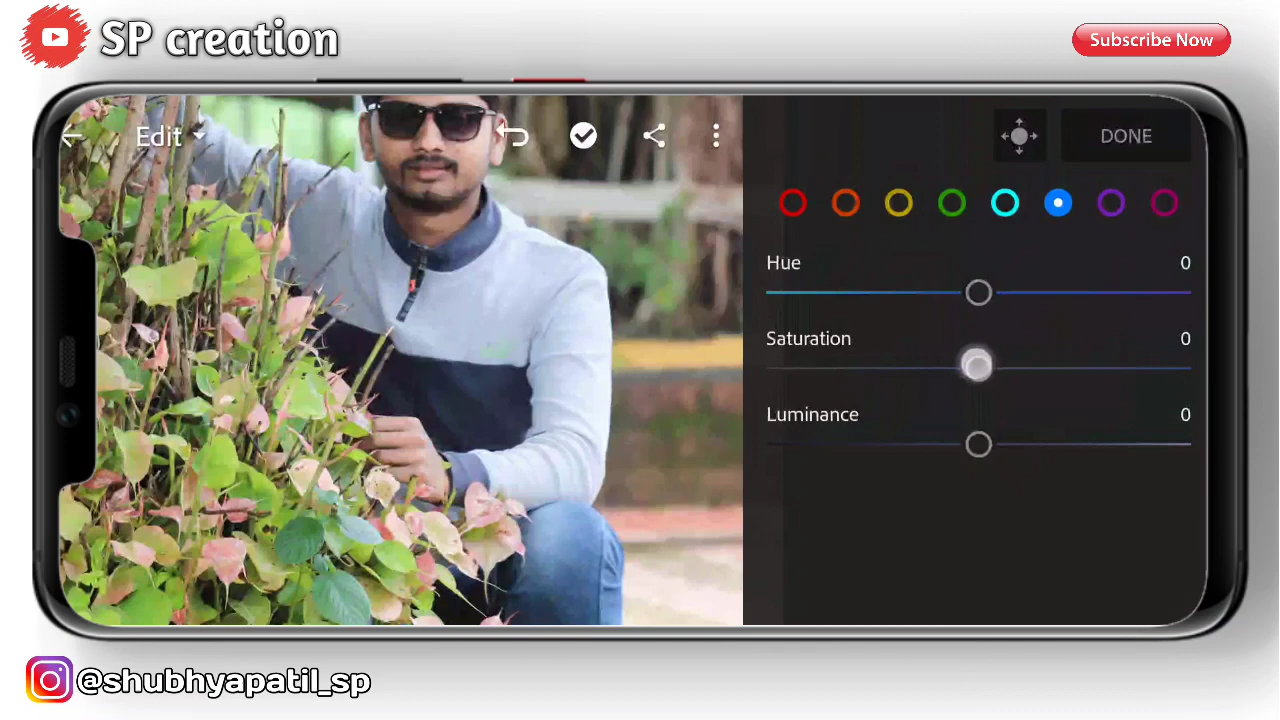 SP creation
Subscribe Now
Edit
DONE
Hue 0
Saturation 0
Luminance 0
@shubhyapatil_sp